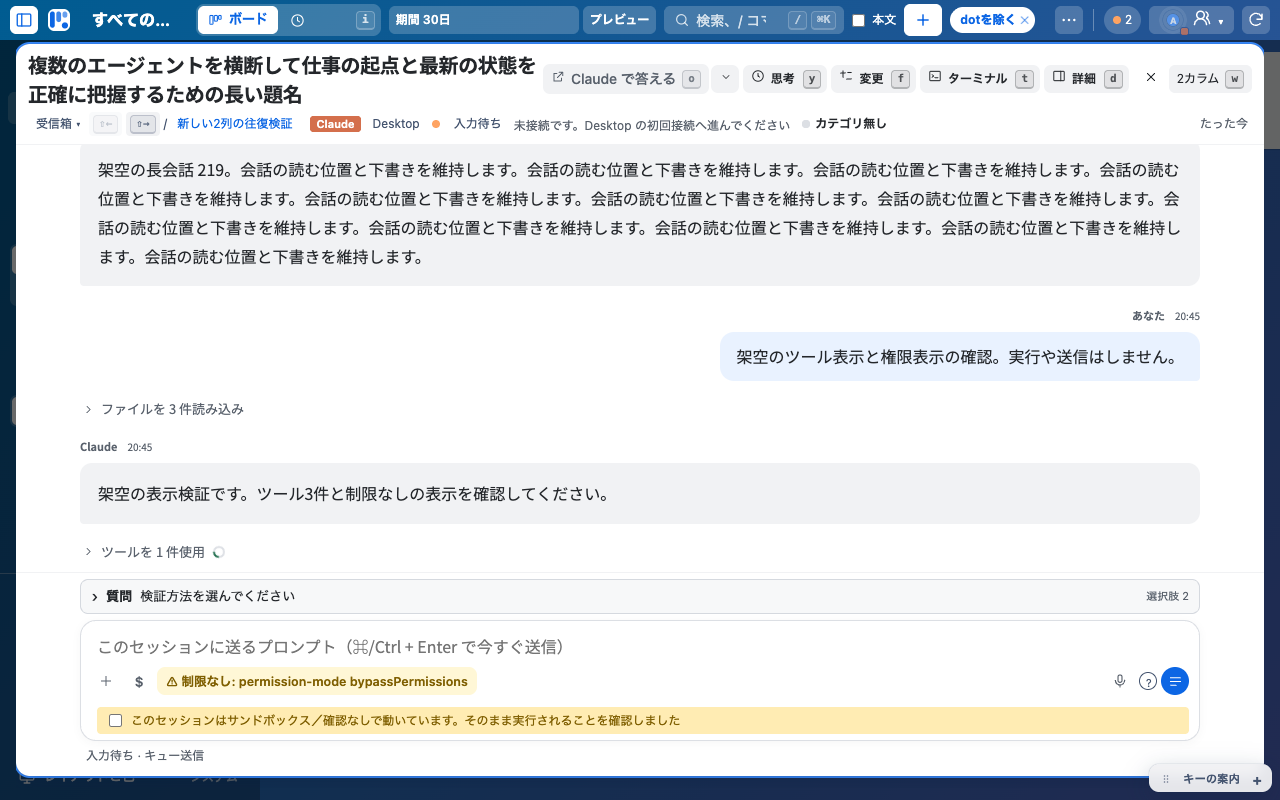 すべての...
ボード
i
期間 30日
プレビュー
検索、/ コマ
/
⌘K
本文
+
dotを除く ×
...
2
A
複数のエージェントを横断して仕事の起点と最新の状態を
正確に把握するための長い題名
Claude で答える o
思考 y
変更 f
ターミナル t
詳細 d
×
2カラム w
受信箱
⇧←
⇧→
/ 新しい2列の往復検証
Claude
Desktop
入力待ち
未接続です。Desktop の初回接続へ進んでください
カテゴリ無し
たった今
架空の長会話 219。会話の読む位置と下書きを維持します。会話の読む位置と下書きを維持します。会話の読む位置と下書きを維持します。会話の読む
位置と下書きを維持します。会話の読む位置と下書きを維持します。会話の読む位置と下書きを維持します。会話の読む位置と下書きを維持します。会
話の読む位置と下書きを維持します。会話の読む位置と下書きを維持します。会話の読む位置と下書きを維持します。会話の読む位置と下書きを維持し
ます。会話の読む位置と下書きを維持します。
あなた 20:45
架空のツール表示と権限表示の確認。実行や送信はしません。
ファイルを 3 件読み込み
Claude 20:45
架空の表示検証です。ツール3件と制限なしの表示を確認してください。
ツールを 1 件使用
質問 検証方法を選んでください
選択肢 2
このセッションに送るプロンプト（⌘/Ctrl + Enter で今すぐ送信）
+
$
⚠ 制限なし: permission-mode bypassPermissions
?
このセッションはサンドボックス／確認なしで動いています。そのまま実行されることを確認しました
入力待ち · キュー送信
キーの案内 +